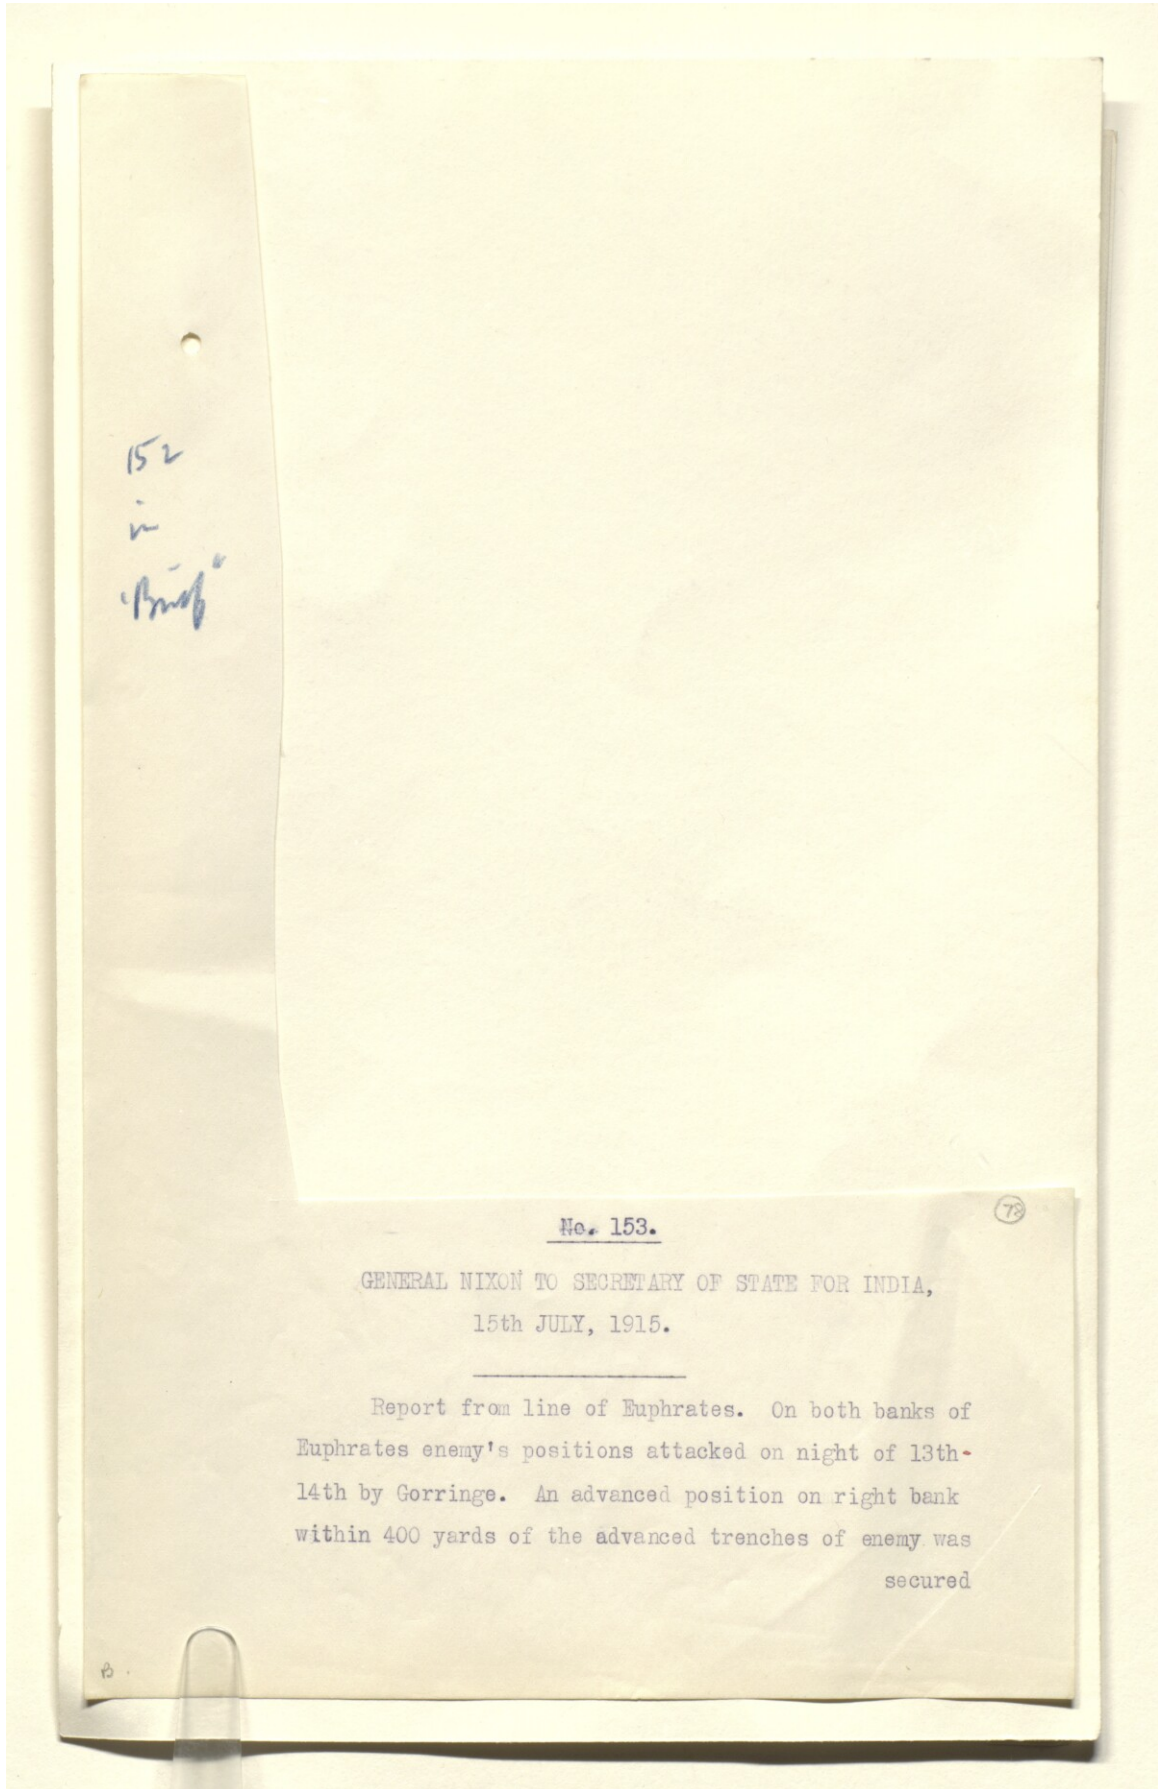 152
in
"Brief"
78
No. 153.
GENERAL NIXON TO SECRETARY OF STATE FOR INDIA,
15th JULY, 1915.
Report from line of Euphrates. On both banks of
Euphrates enemy's positions attacked on night of 13th-
14th by Gorringe. An advanced position on right bank
within 400 yards of the advanced trenches of enemy was
secured
B.